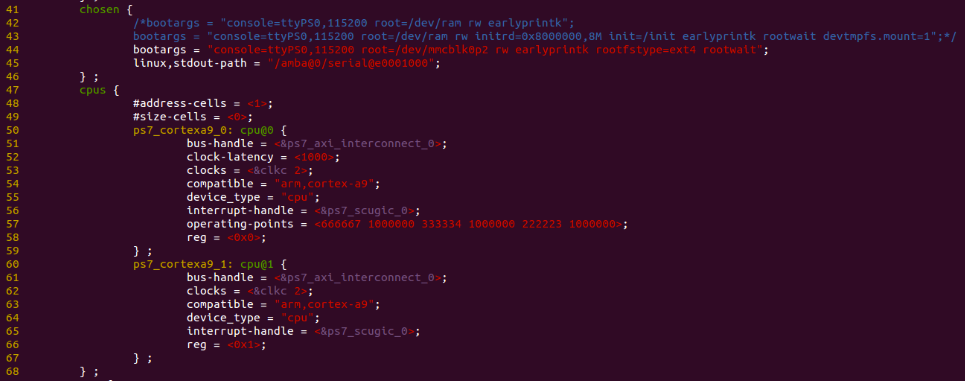 41 chosen {
42 /*bootargs = "console=ttyPS0,115200 root=/dev/ram rw earlyprintk";
43 bootargs = "console=ttyPS0,115200 root=/dev/ram rw initrd=0x8000000,8M init=/init earlyprintk rootwait devtmpfs.mount=1";*/
44 bootargs = "console=ttyPS0,115200 root=/dev/mmcblk0p2 rw earlyprintk rootfstype=ext4 rootwait";
45 linux,stdout-path = "/amba@0/serial@e0001000";
46 } ;
47 cpus {
48 #address-cells = <1>;
49 #size-cells = <0>;
50 ps7_cortexa9_0: cpu@0 {
51 bus-handle = <&ps7_axi_interconnect_0>;
52 clock-latency = <1000>;
53 clocks = <&clkc 2>;
54 compatible = "arm,cortex-a9";
55 device_type = "cpu";
56 interrupt-handle = <&ps7_scugic_0>;
57 operating-points = <666667 1000000 333334 1000000 222223 1000000>;
58 reg = <0x0>;
59 } ;
60 ps7_cortexa9_1: cpu@1 {
61 bus-handle = <&ps7_axi_interconnect_0>;
62 clocks = <&clkc 2>;
63 compatible = "arm,cortex-a9";
64 device_type = "cpu";
65 interrupt-handle = <&ps7_scugic_0>;
66 reg = <0x1>;
67 } ;
68 } ;